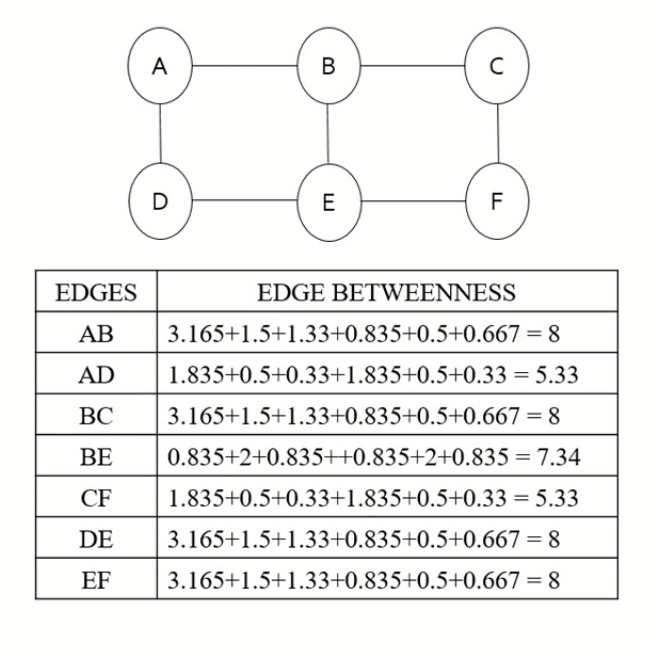 A B C
D E F
EDGES EDGE BETWEENNESS
AB 3.165+1.5+1.33+0.835+0.5+0.667 = 8
AD 1.835+0.5+0.33+1.835+0.5+0.33 = 5.33
BC 3.165+1.5+1.33+0.835+0.5+0.667 = 8
BE 0.835+2+0.835++0.835+2+0.835 = 7.34
CF 1.835+0.5+0.33+1.835+0.5+0.33 = 5.33
DE 3.165+1.5+1.33+0.835+0.5+0.667 = 8
EF 3.165+1.5+1.33+0.835+0.5+0.667 = 8